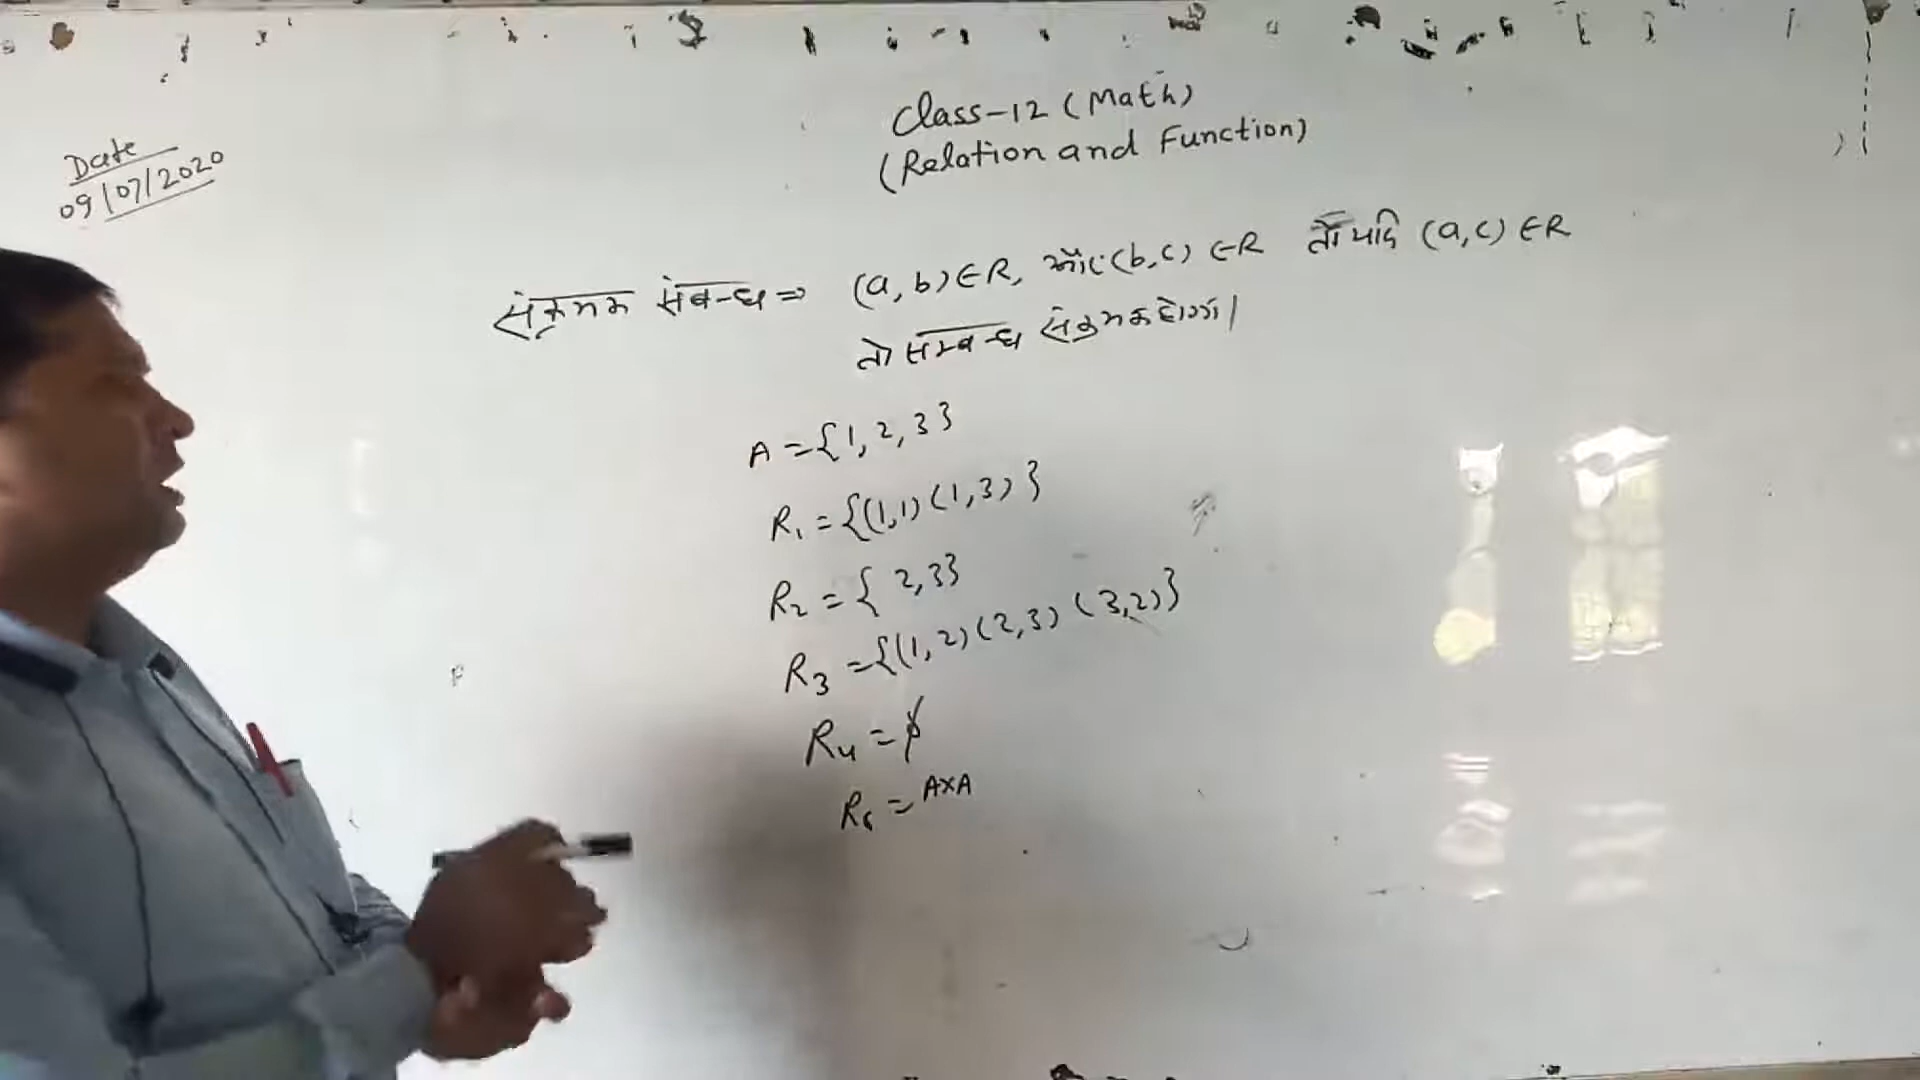 Date
09/07/2020
Class-12 (Math)
(Relation and Function)
संक्रमक संबन्ध ⇒ (a, b) ∈ R, और (b, c) ∈ R तो यदि (a, c) ∈ R
तो सम्बन्ध संक्रमक होगा।
A = {1, 2, 3}
R₁ = {(1,1) (1,3)}
R₂ = { 2,3}
R₃ = {(1,2) (2,3) (3,2)}
R₄ = ϕ
= A×A